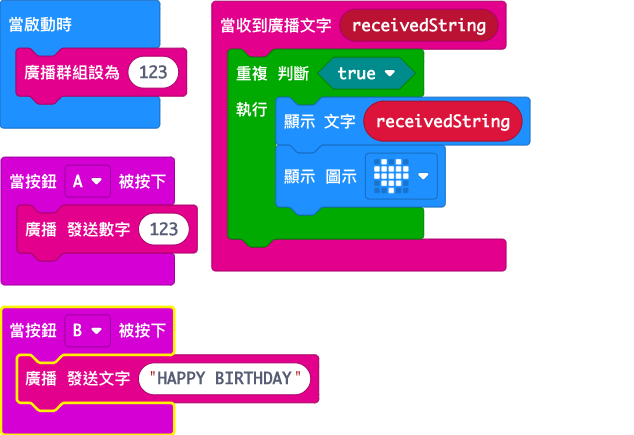 當啟動時
廣播群組設為 123
當按鈕 A 被按下
廣播 發送數字 123
當按鈕 B 被按下
廣播 發送文字 "HAPPY BIRTHDAY"
當收到廣播文字 receivedString
重複 判斷 true
執行
顯示 文字 receivedString
顯示 圖示